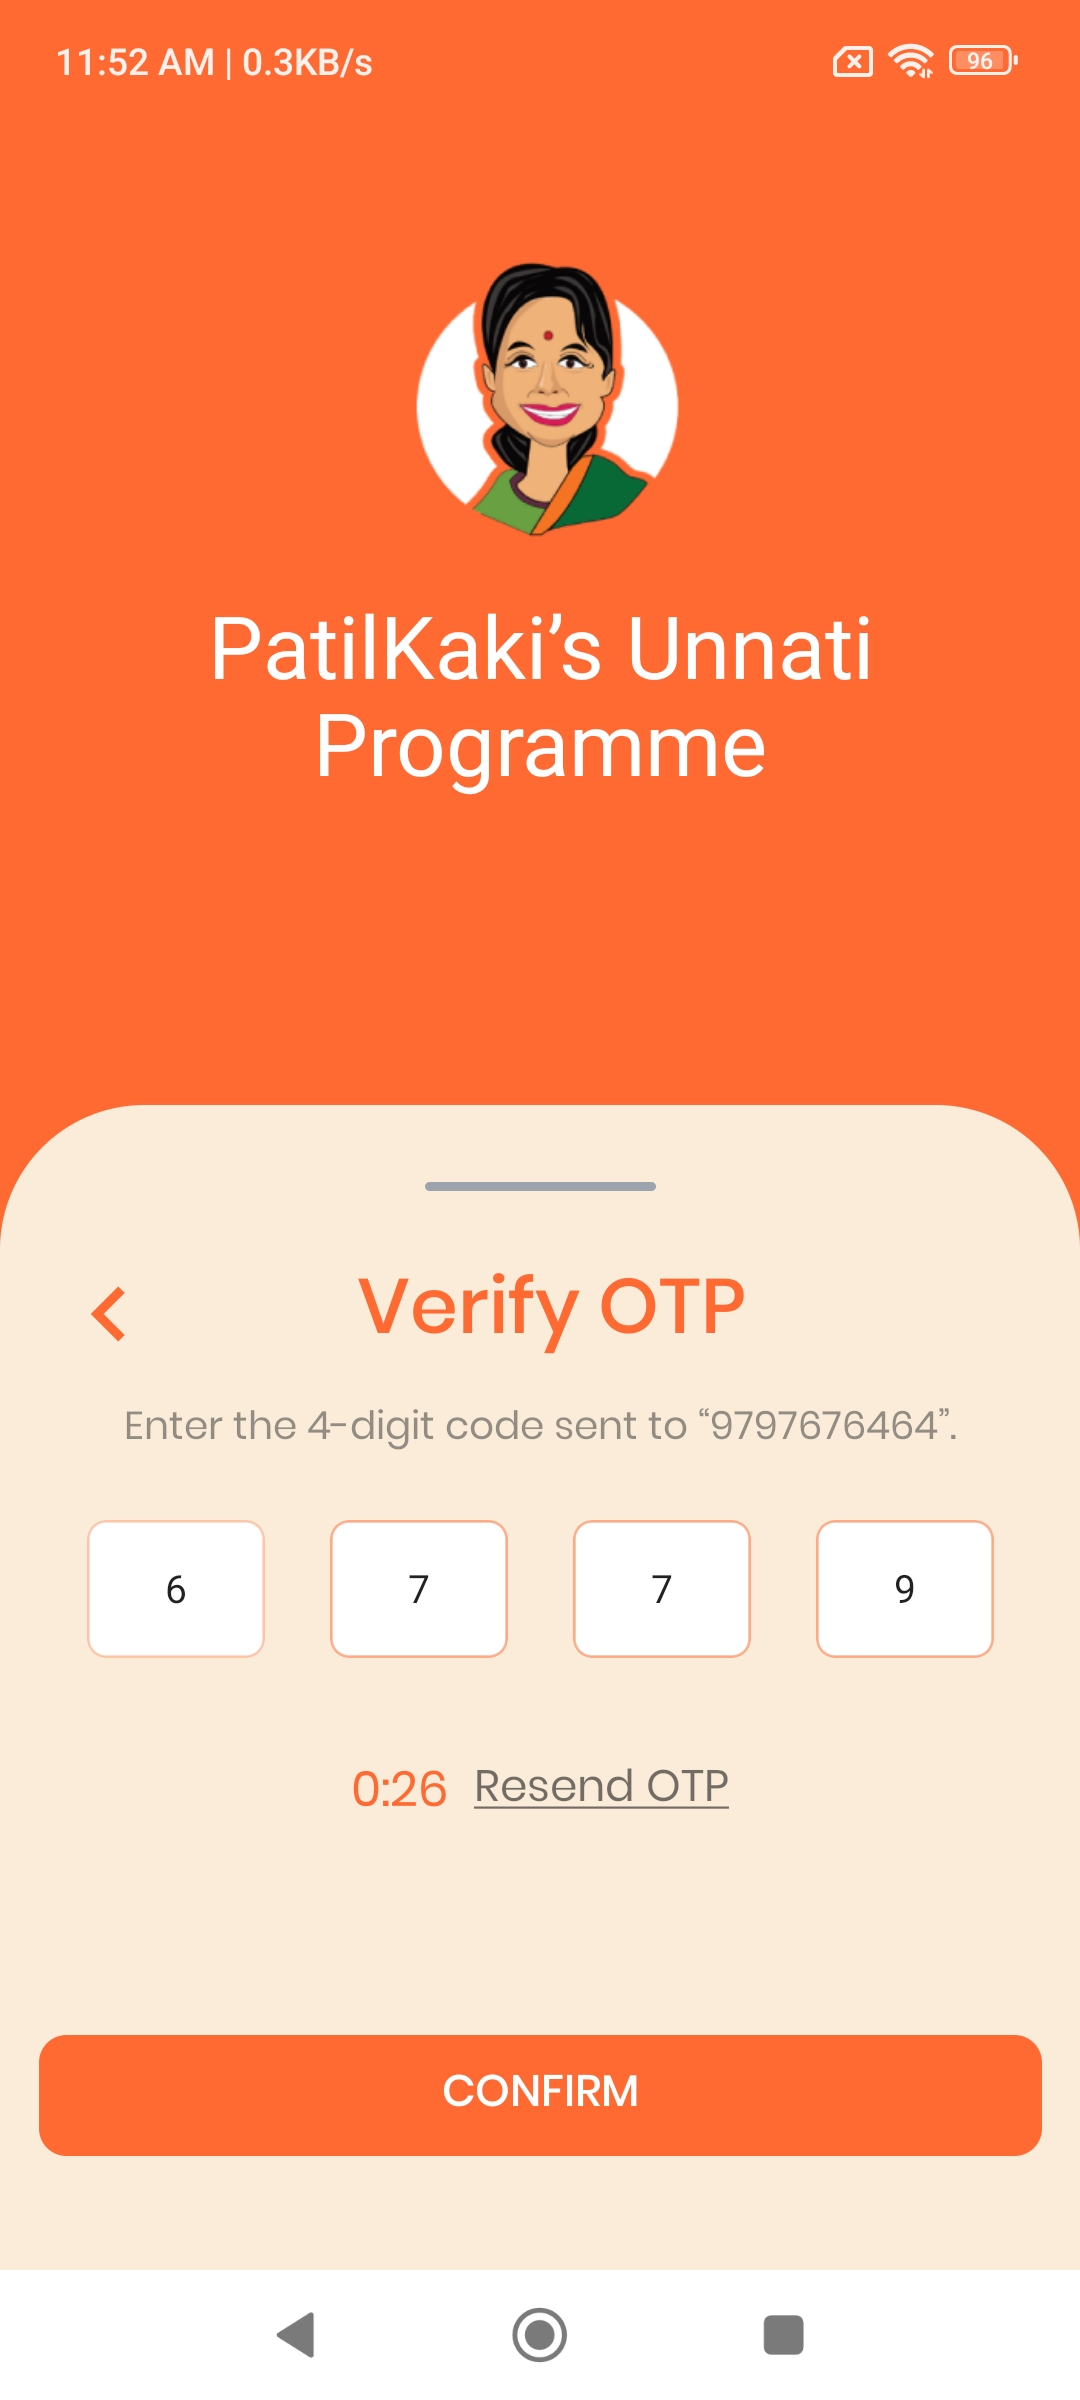 11:52 AM | 0.3KB/s
96
PatilKaki’s Unnati
Programme
Verify OTP
Enter the 4-digit code sent to “9797676464”.
6 7 7 9
0:26 Resend OTP
CONFIRM